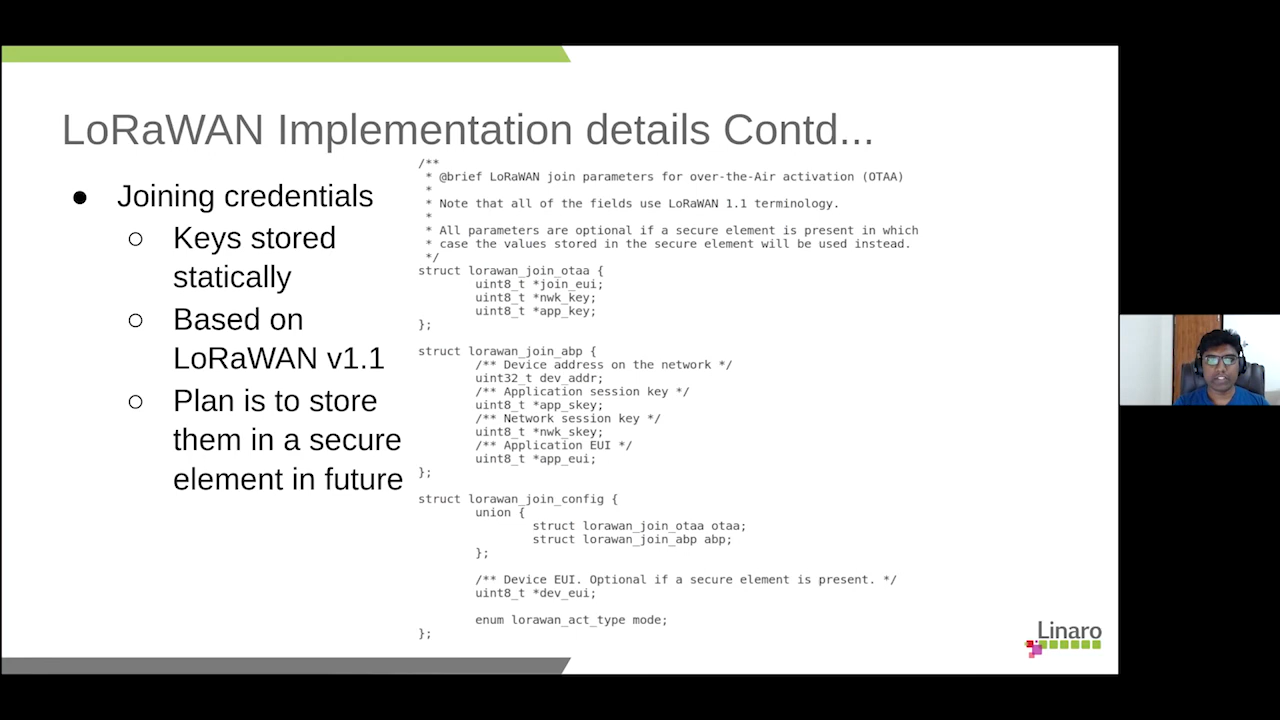 LoRaWAN Implementation details Contd...
● Joining credentials
○ Keys stored
statically
○ Based on
LoRaWAN v1.1
○ Plan is to store
them in a secure
element in future
/**
 * @brief LoRaWAN join parameters for over-the-Air activation (OTAA)
 *
 * Note that all of the fields use LoRaWAN 1.1 terminology.
 *
 * All parameters are optional if a secure element is present in which
 * case the values stored in the secure element will be used instead.
 */
struct lorawan_join_otaa {
        uint8_t *join_eui;
        uint8_t *nwk_key;
        uint8_t *app_key;
};
struct lorawan_join_abp {
        /** Device address on the network */
        uint32_t dev_addr;
        /** Application session key */
        uint8_t *app_skey;
        /** Network session key */
        uint8_t *nwk_skey;
        /** Application EUI */
        uint8_t *app_eui;
};
struct lorawan_join_config {
        union {
                struct lorawan_join_otaa otaa;
                struct lorawan_join_abp abp;
        };
        /** Device EUI. Optional if a secure element is present. */
        uint8_t *dev_eui;
        enum lorawan_act_type mode;
};
Linaro